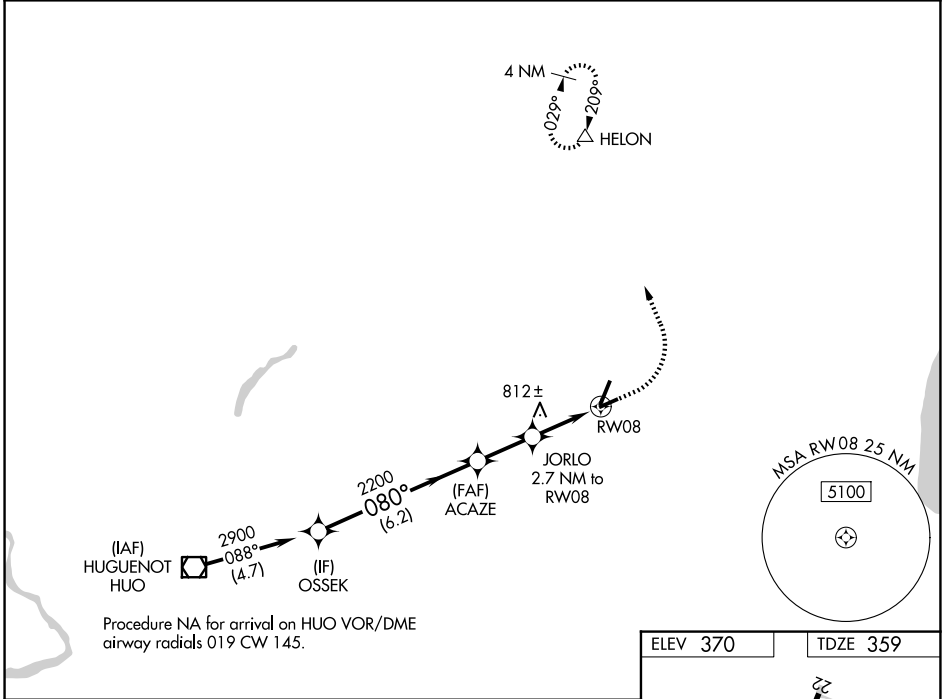 4 NM
029°
209°
HELON
812±
RW08
JORLO
2.7 NM to
RW08
(FAF)
ACAZE
2200
080°
(6.2)
2900
088°
(4.7)
(IF)
OSSEK
(IAF)
HUGUENOT
HUO
Procedure NA for arrival on HUO VOR/DME
airway radials 019 CW 145.
MSA RW08 25 NM
5100
ELEV 370
TDZE 359
22